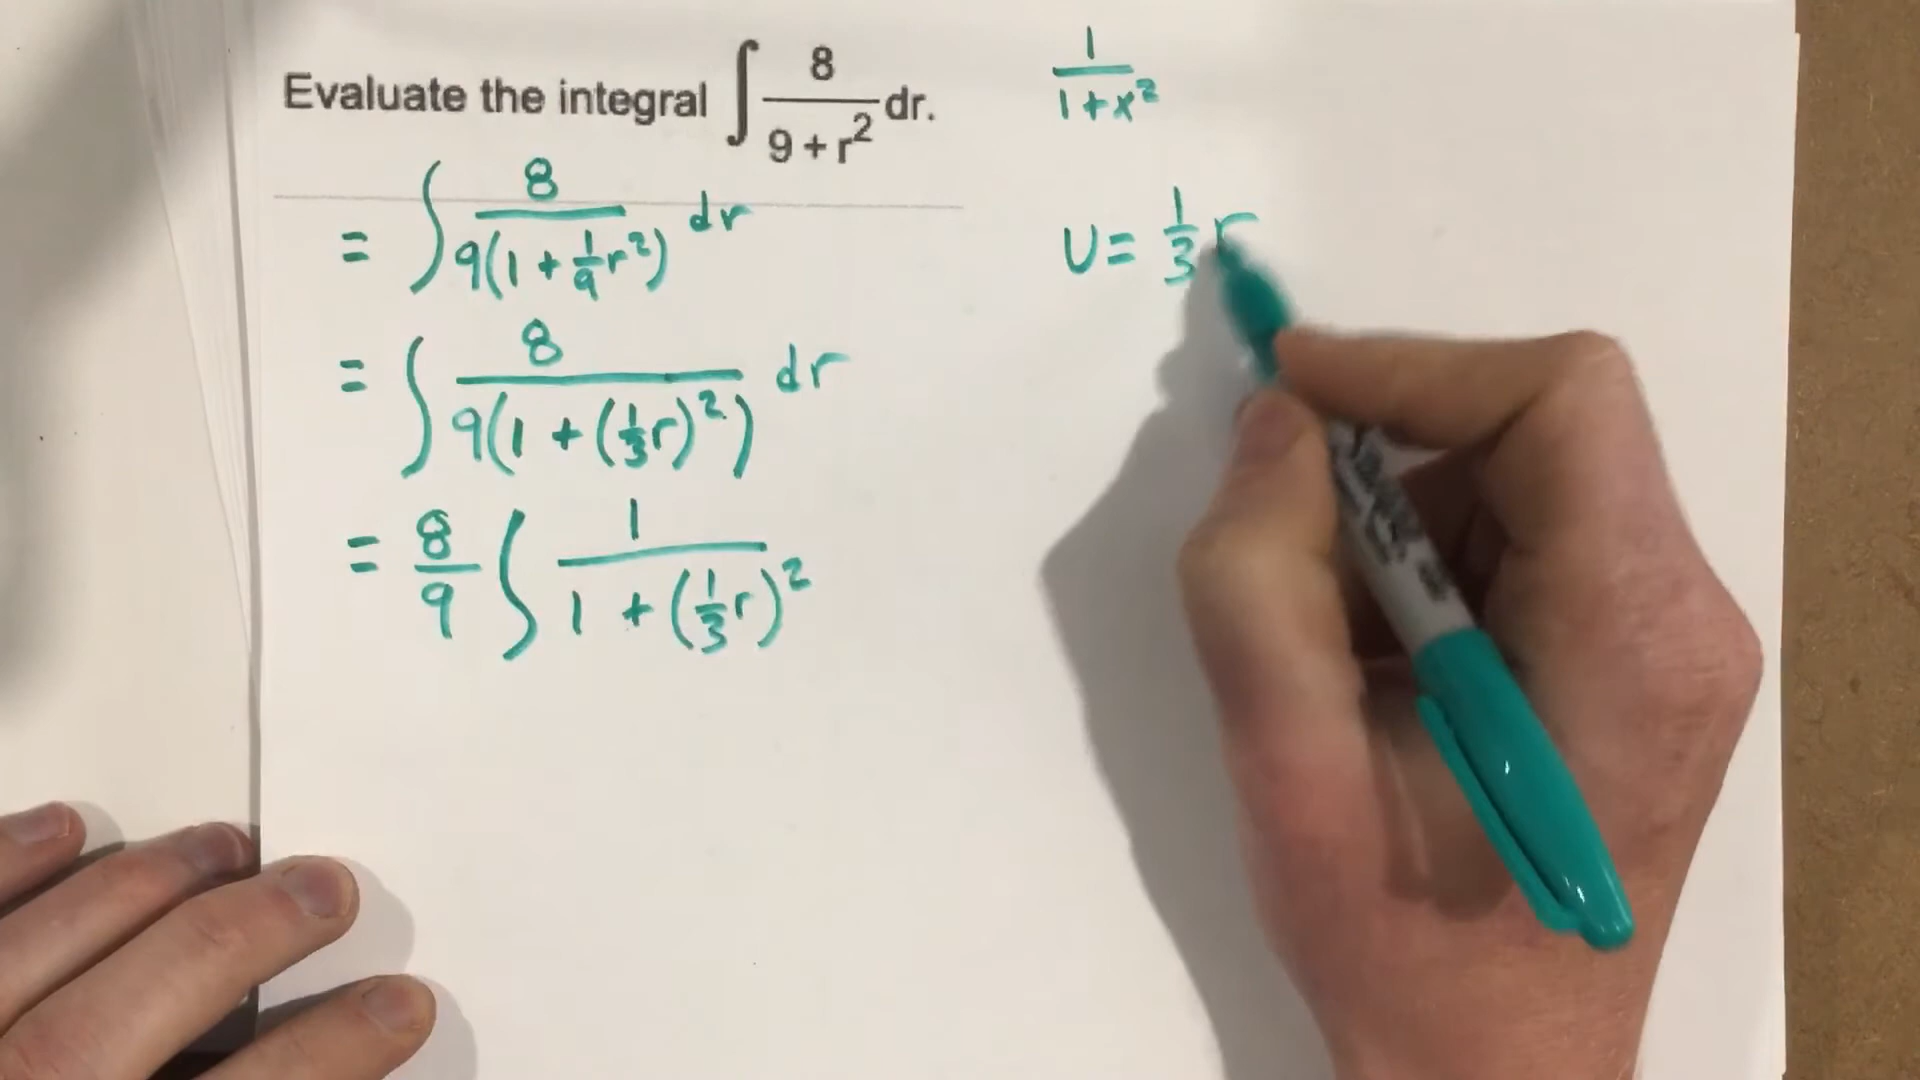 Evaluate the integral ∫ 8/(9 + r²) dr.
1/(1+x²)
= ∫ 8/(9(1 + 1/9 r²)) dr
U = 1/3 r
= ∫ 8/(9(1 + (1/3 r)²)) dr
= 8/9 ∫ 1/(1 + (1/3 r)²)